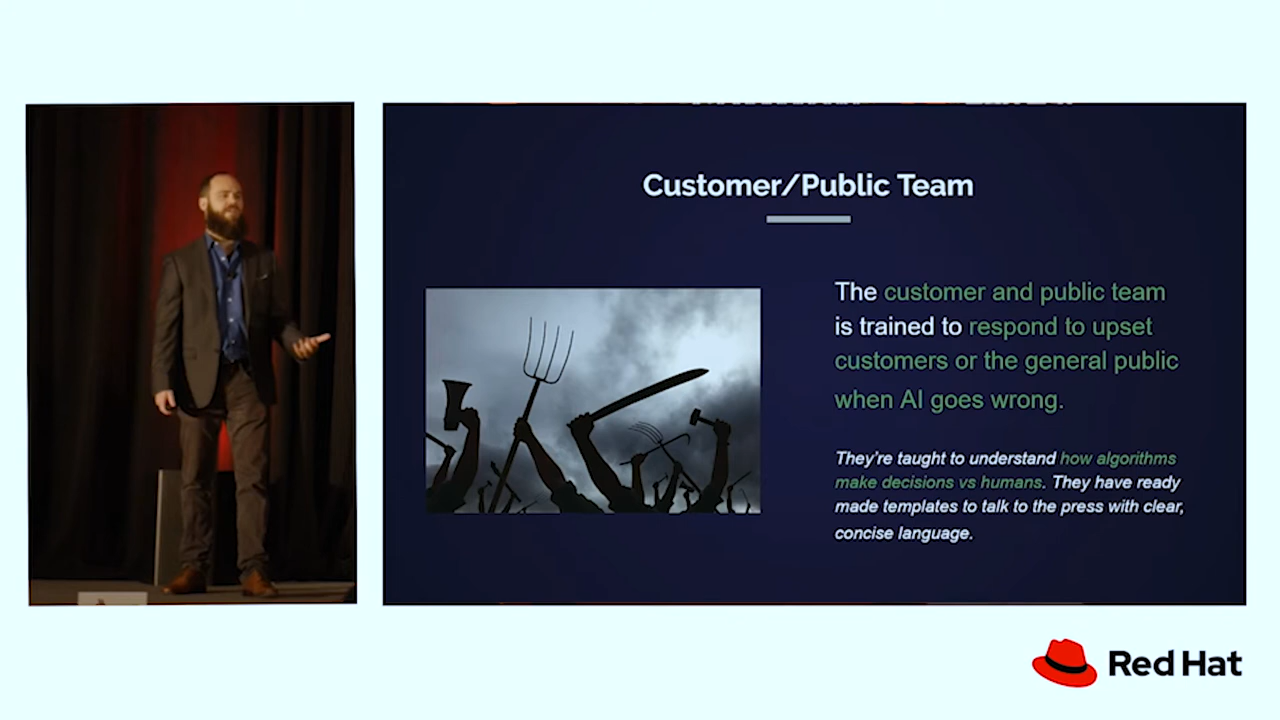 Customer/Public Team
The customer and public team
is trained to respond to upset
customers or the general public
when AI goes wrong.
They're taught to understand how algorithms
make decisions vs humans. They have ready
made templates to talk to the press with clear,
concise language.
Red Hat